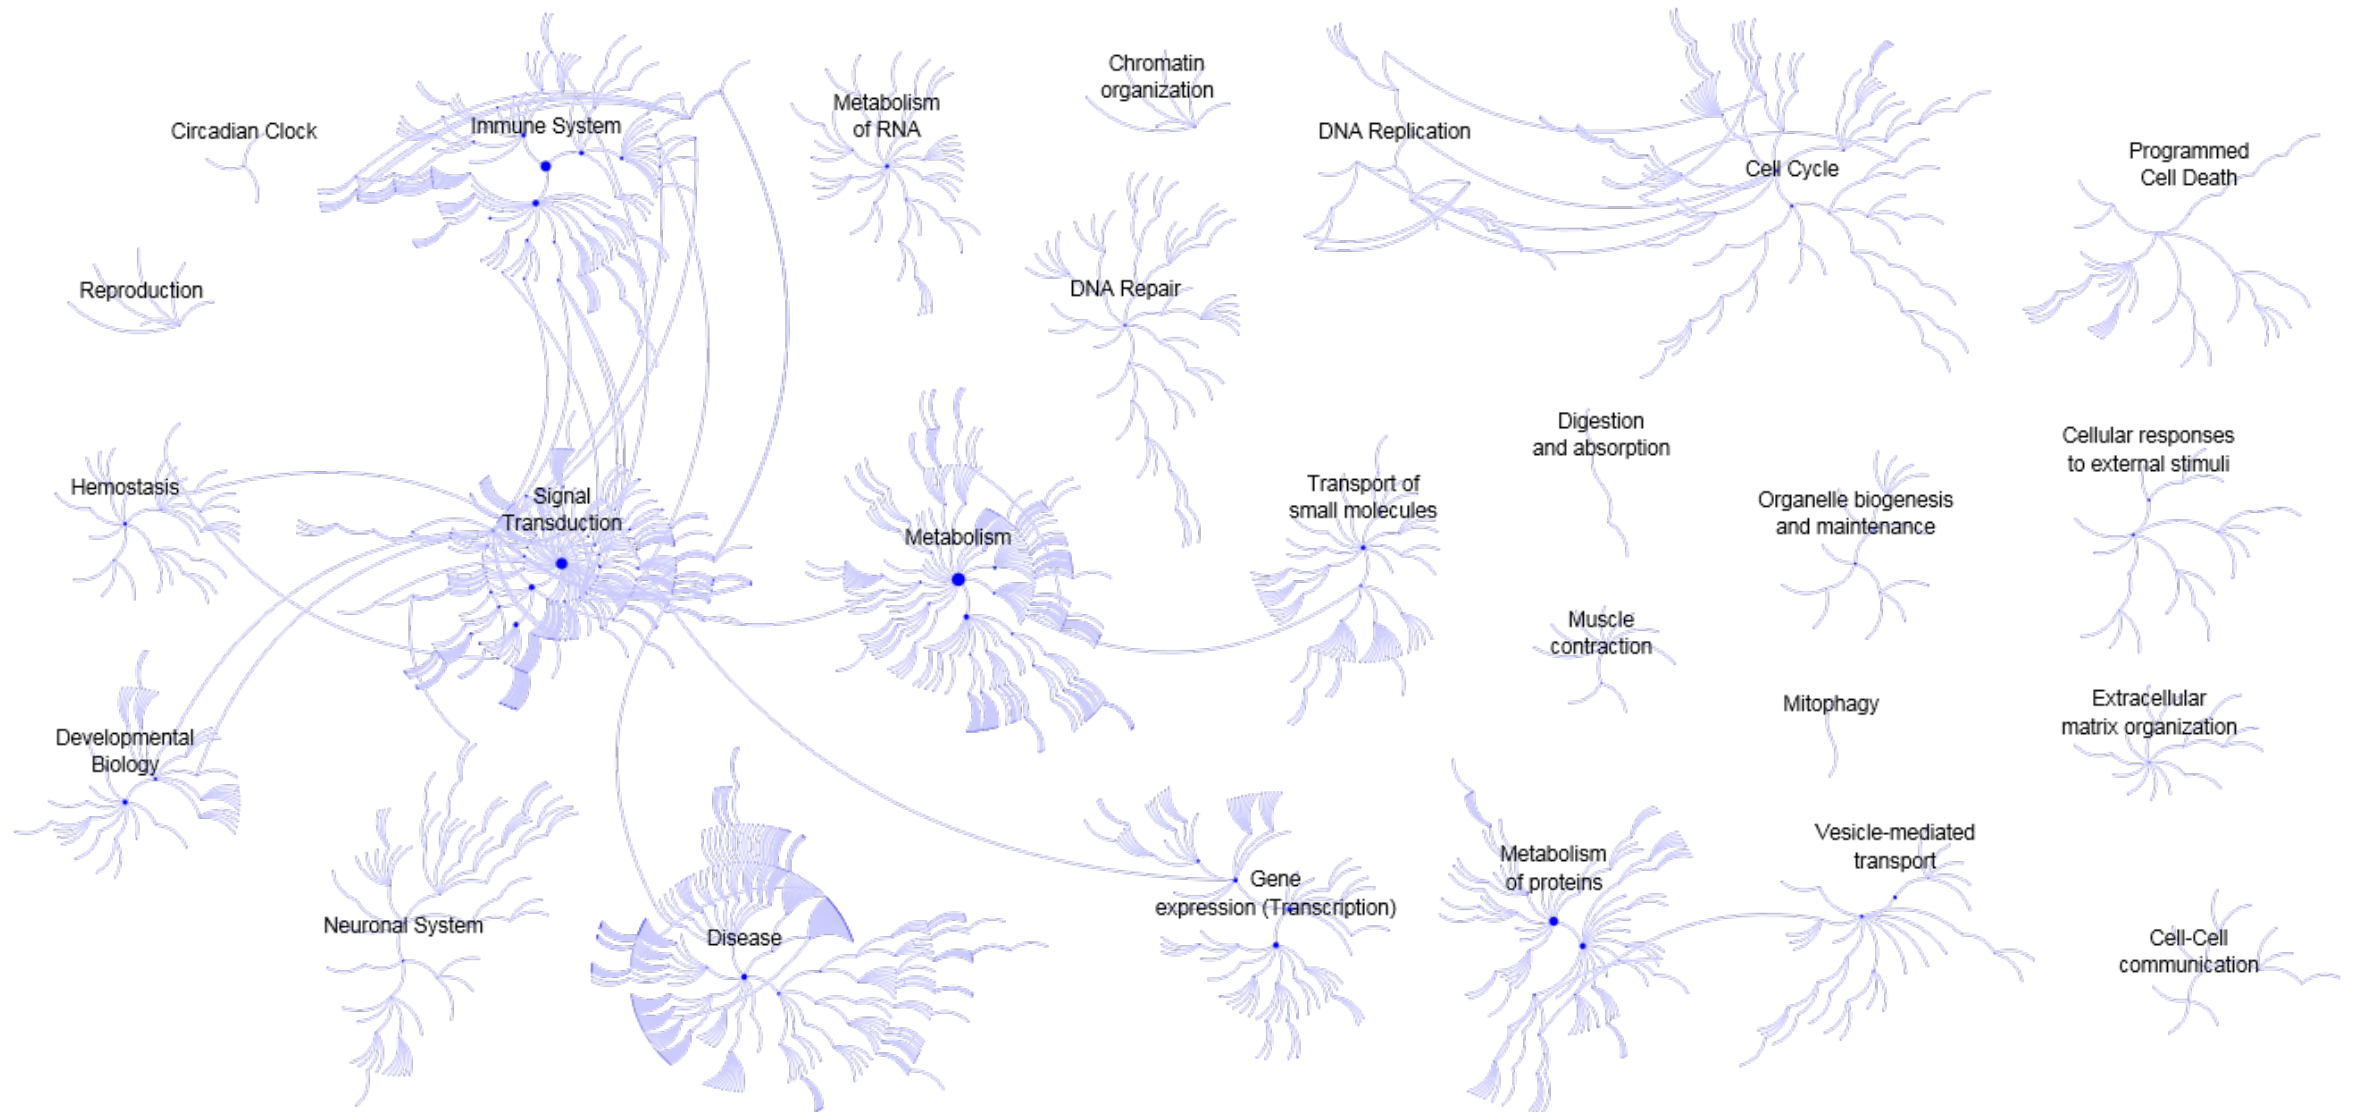 Circadian Clock
Immune System
Metabolism
of RNA
Chromatin
organization
DNA Replication
Cell Cycle
Programmed
Cell Death
Reproduction
DNA Repair
Hemostasis
Signal
Transduction
Metabolism
Transport of
small molecules
Digestion
and absorption
Organelle biogenesis
and maintenance
Cellular responses
to external stimuli
Muscle
contraction
Mitophagy
Extracellular
matrix organization
Developmental
Biology
Neuronal System
Disease
Gene
expression (Transcription)
Metabolism
of proteins
Vesicle-mediated
transport
Cell-Cell
communication